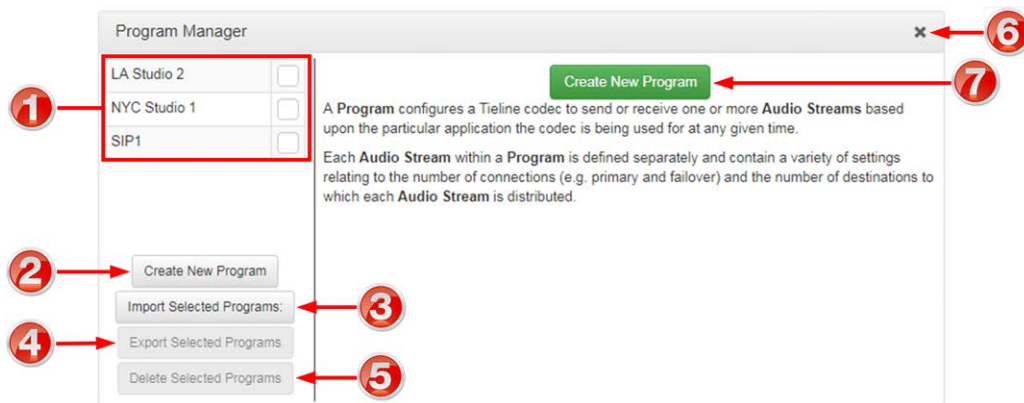 Program Manager
6
LA Studio 2
Create New Program
7
1
NYC Studio 1
A Program configures a Tieline codec to send or receive one or more Audio Streams based
upon the particular application the codec is being used for at any given time.
SIP1
Each Audio Stream within a Program is defined separately and contain a variety of settings
relating to the number of connections (e.g. primary and failover) and the number of destinations to
which each Audio Stream is distributed.
2
Create New Program
Import Selected Programs:
3
4
Export Selected Programs
Delete Selected Programs
5